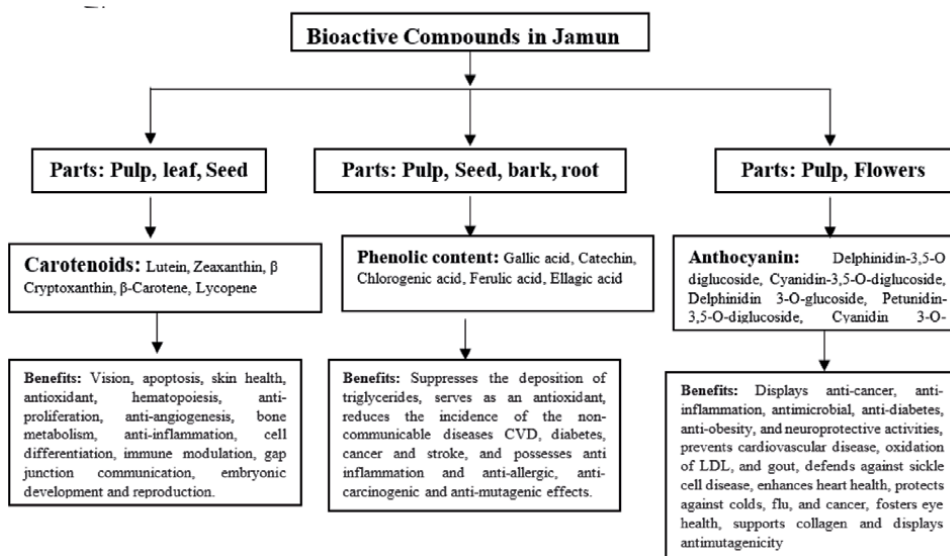 Bioactive Compounds in Jamun
Parts: Pulp, leaf, Seed
Parts: Pulp, Seed, bark, root
Parts: Pulp, Flowers
Carotenoids: Lutein, Zeaxanthin, β
Cryptoxanthin, β-Carotene, Lycopene
Phenolic content: Gallic acid, Catechin,
Chlorogenic acid, Ferulic acid, Ellagic acid
Anthocyanin: Delphinidin-3,5-O
diglucoside, Cyanidin-3,5-O-diglucoside,
Delphinidin 3-O-glucoside, Petunidin-
3,5-O-diglucoside, Cyanidin 3-O-
Benefits: Vision, apoptosis, skin health,
antioxidant, hematopoiesis, anti-
proliferation, anti-angiogenesis, bone
metabolism, anti-inflammation, cell
differentiation, immune modulation, gap
junction communication, embryonic
development and reproduction.
Benefits: Suppresses the deposition of
triglycerides, serves as an antioxidant,
reduces the incidence of the non-
communicable diseases CVD, diabetes,
cancer and stroke, and possesses anti
inflammation and anti-allergic, anti-
carcinogenic and anti-mutagenic effects.
Benefits: Displays anti-cancer, anti-
inflammation, antimicrobial, anti-diabetes,
anti-obesity, and neuroprotective activities,
prevents cardiovascular disease, oxidation
of LDL, and gout, defends against sickle
cell disease, enhances heart health, protects
against colds, flu, and cancer, fosters eye
health, supports collagen and displays
antimutagenicity